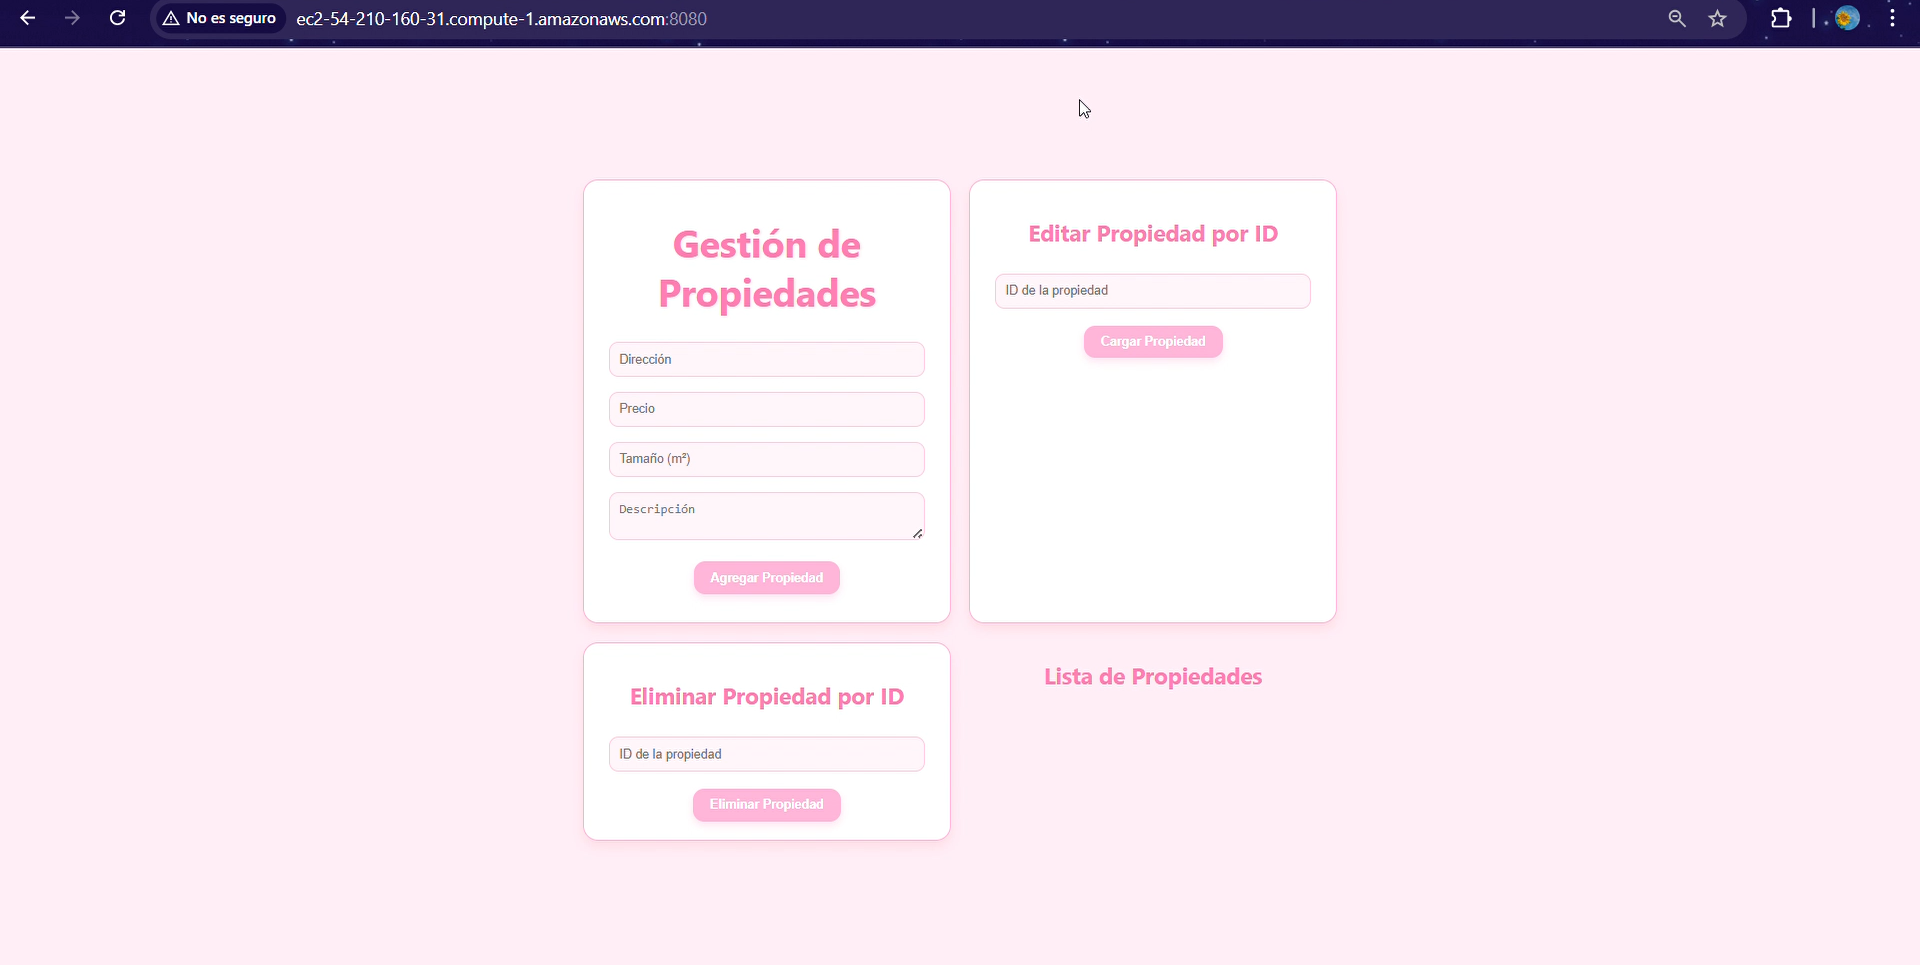 No es seguro
ec2-54-210-160-31.compute-1.amazonaws.com:8080
Gestión de
Propiedades
Dirección
Precio
Tamaño (m²)
Descripción
Agregar Propiedad
Editar Propiedad por ID
ID de la propiedad
Cargar Propiedad
Eliminar Propiedad por ID
ID de la propiedad
Eliminar Propiedad
Lista de Propiedades